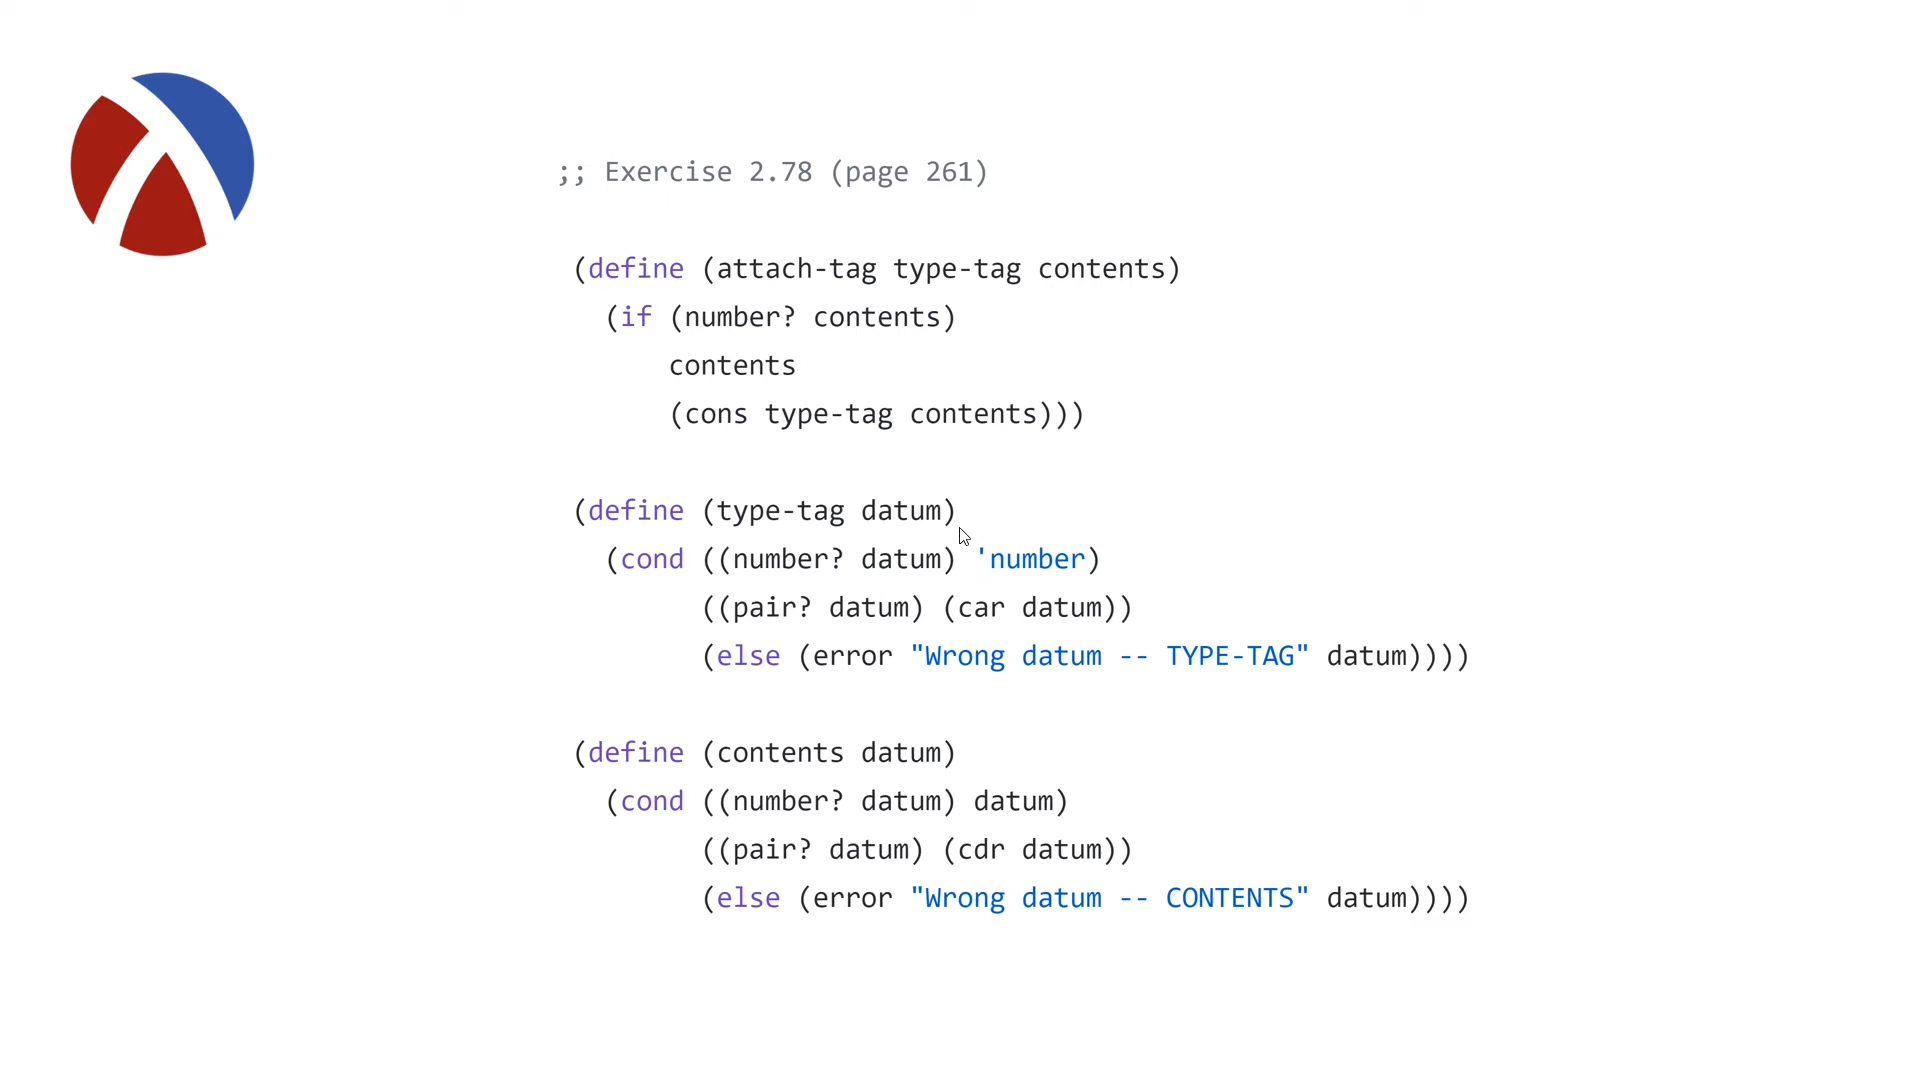 ;; Exercise 2.78 (page 261)
(define (attach-tag type-tag contents)
(if (number? contents)
contents
(cons type-tag contents)))
(define (type-tag datum)
(cond ((number? datum) 'number)
((pair? datum) (car datum))
(else (error "Wrong datum -- TYPE-TAG" datum))))
(define (contents datum)
(cond ((number? datum) datum)
((pair? datum) (cdr datum))
(else (error "Wrong datum -- CONTENTS" datum))))